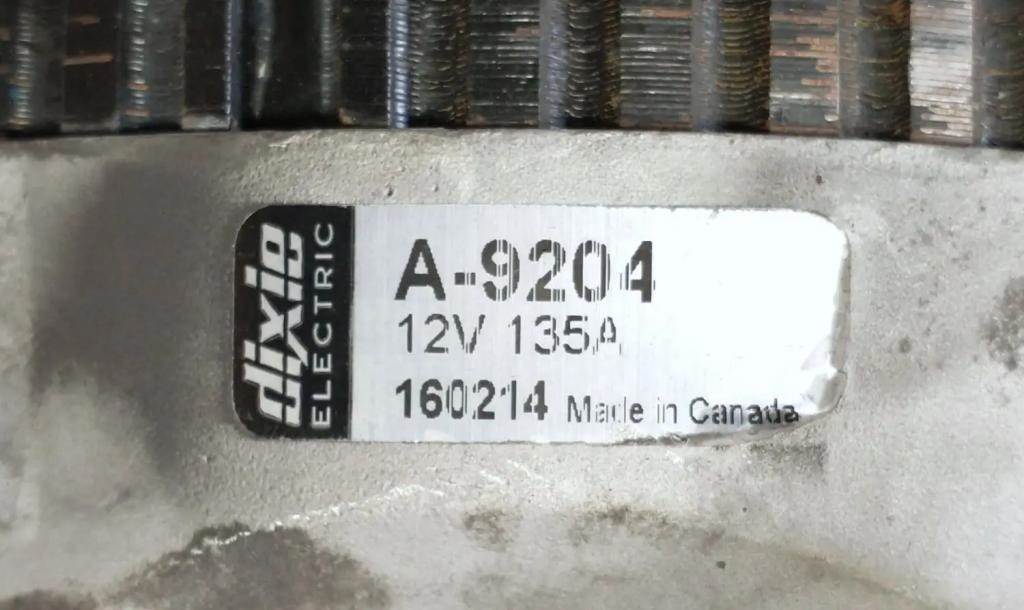 dixie
ELECTRIC
A-9204
12V 135A
160214 Made in Canada